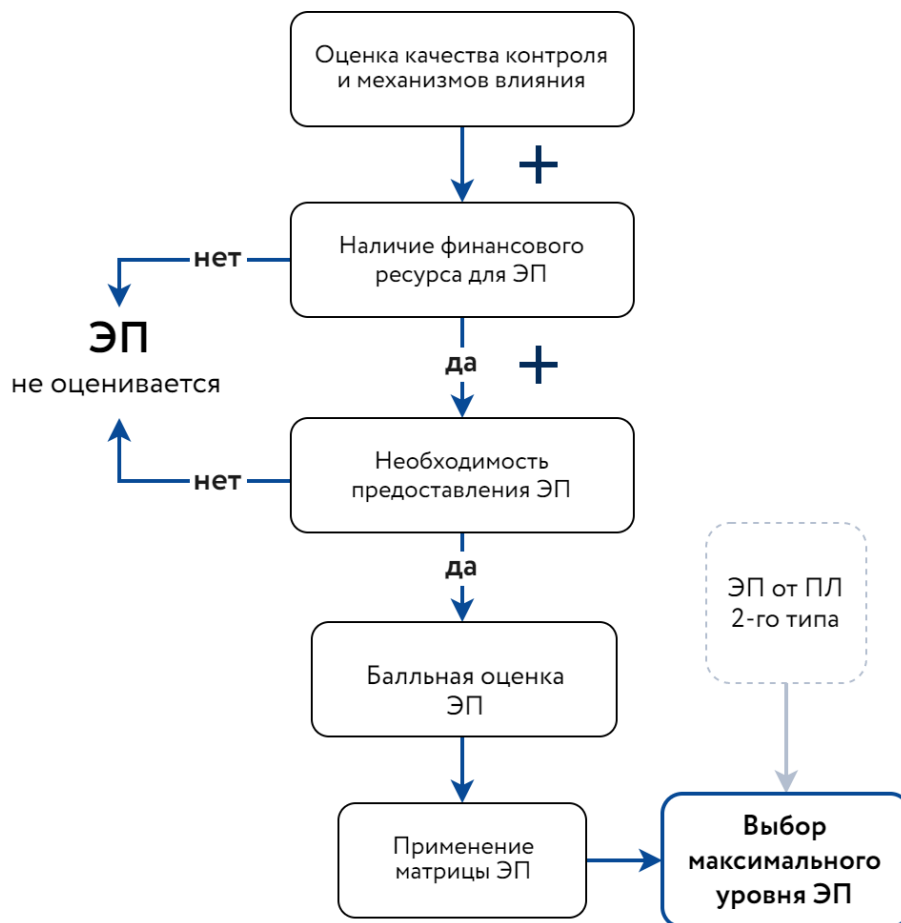 Оценка качества контроля
и механизмов влияния
+
Наличие финансового
ресурса для ЭП
нет
ЭП
не оценивается
да
+
Необходимость
предоставления ЭП
нет
да
ЭП от ПЛ
2-го типа
Балльная оценка
ЭП
Применение
матрицы ЭП
Выбор
максимального
уровня ЭП